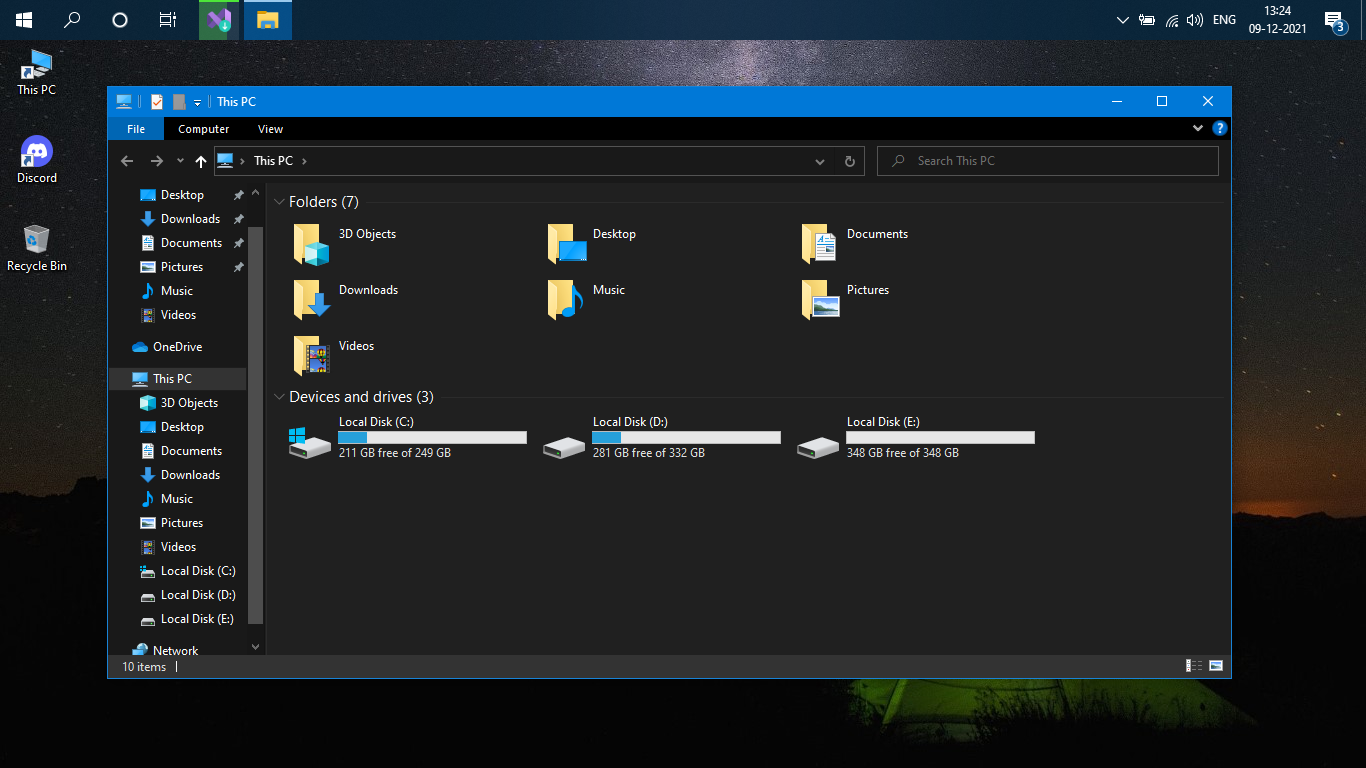 ENG
13:24
09-12-2021
3
This PC
Discord
Recycle Bin
This PC
File
Computer
View
?
This PC
Search This PC
Desktop
Downloads
Documents
Pictures
Music
Videos
OneDrive
This PC
3D Objects
Desktop
Documents
Downloads
Music
Pictures
Videos
Local Disk (C:)
Local Disk (D:)
Local Disk (E:)
Network
Folders (7)
3D Objects
Desktop
Documents
Downloads
Music
Pictures
Videos
Devices and drives (3)
Local Disk (C:)
211 GB free of 249 GB
Local Disk (D:)
281 GB free of 332 GB
Local Disk (E:)
348 GB free of 348 GB
10 items